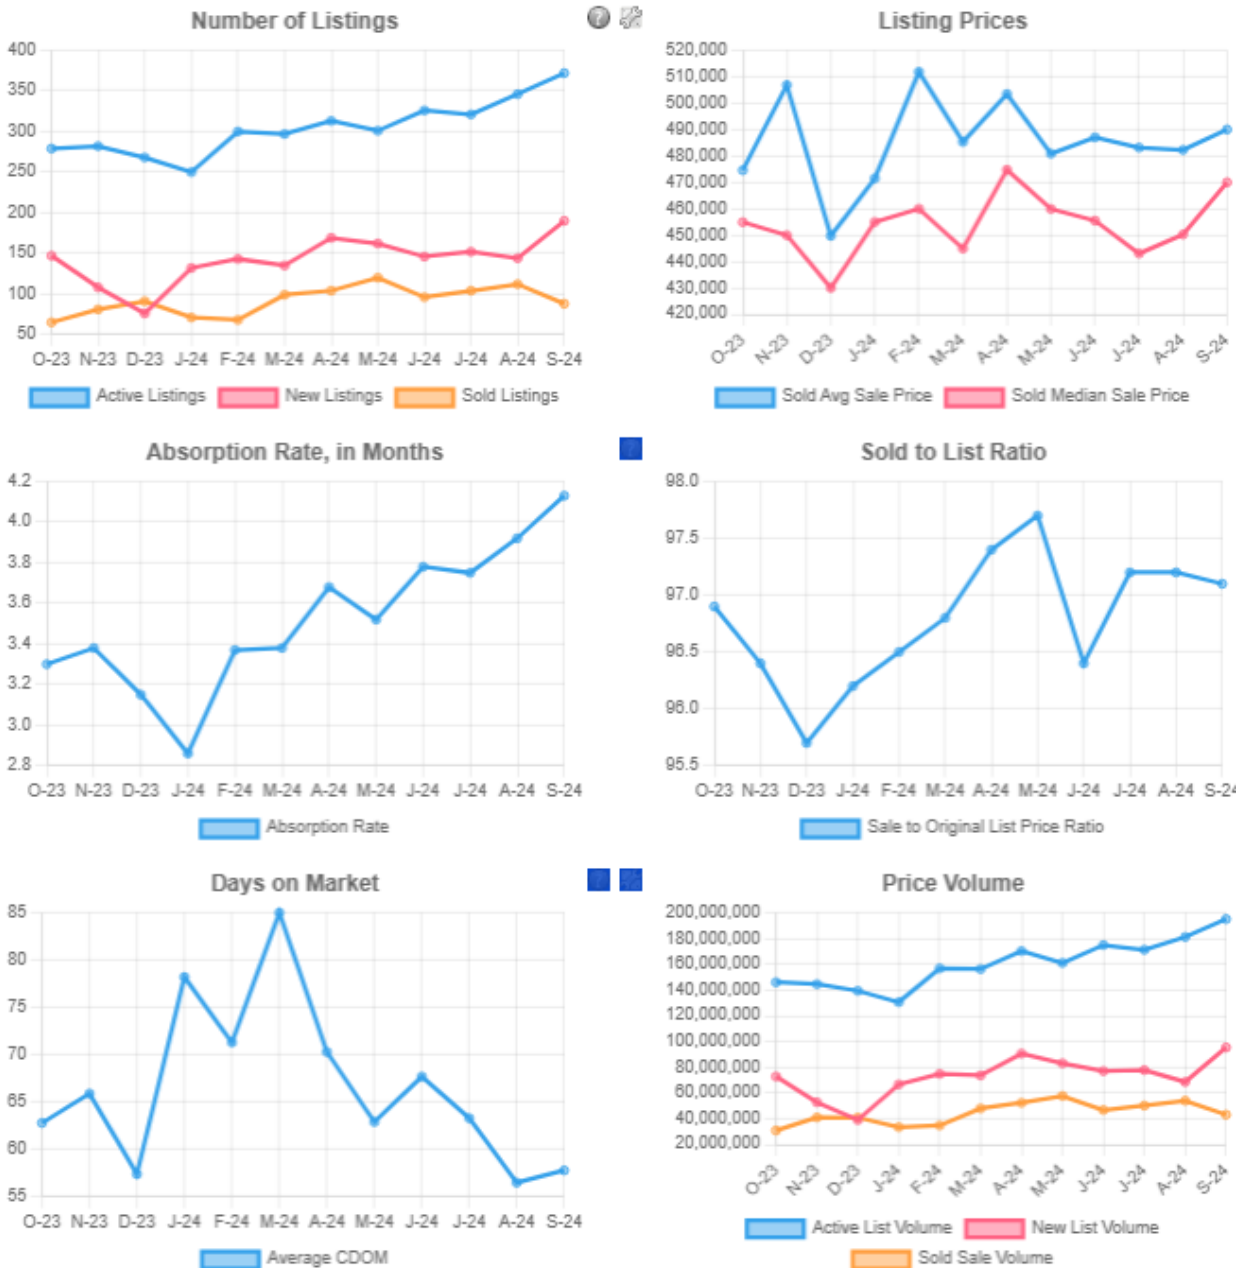 Number of Listings
400
350
300
250
200
150
100
50
O-23 N-23 D-23 J-24 F-24 M-24 A-24 M-24 J-24 J-24 A-24 S-24
Active Listings New Listings Sold Listings
Listing Prices
520,000
510,000
500,000
490,000
480,000
470,000
460,000
450,000
440,000
430,000
420,000
O-23 N-23 D-23 J-24 F-24 M-24 A-24 M-24 J-24 J-24 A-24 S-24
Sold Avg Sale Price Sold Median Sale Price
Absorption Rate, in Months
4.2
4.0
3.8
3.6
3.4
3.2
3.0
2.8
O-23 N-23 D-23 J-24 F-24 M-24 A-24 M-24 J-24 J-24 A-24 S-24
Absorption Rate
Sold to List Ratio
98.0
97.5
97.0
96.5
96.0
95.5
O-23 N-23 D-23 J-24 F-24 M-24 A-24 M-24 J-24 J-24 A-24 S-24
Sale to Original List Price Ratio
Days on Market
85
80
75
70
65
60
55
O-23 N-23 D-23 J-24 F-24 M-24 A-24 M-24 J-24 J-24 A-24 S-24
Average CDOM
Price Volume
200,000,000
180,000,000
160,000,000
140,000,000
120,000,000
100,000,000
80,000,000
60,000,000
40,000,000
20,000,000
O-23 N-23 D-23 J-24 F-24 M-24 A-24 M-24 J-24 J-24 A-24 S-24
Active List Volume New List Volume
Sold Sale Volume